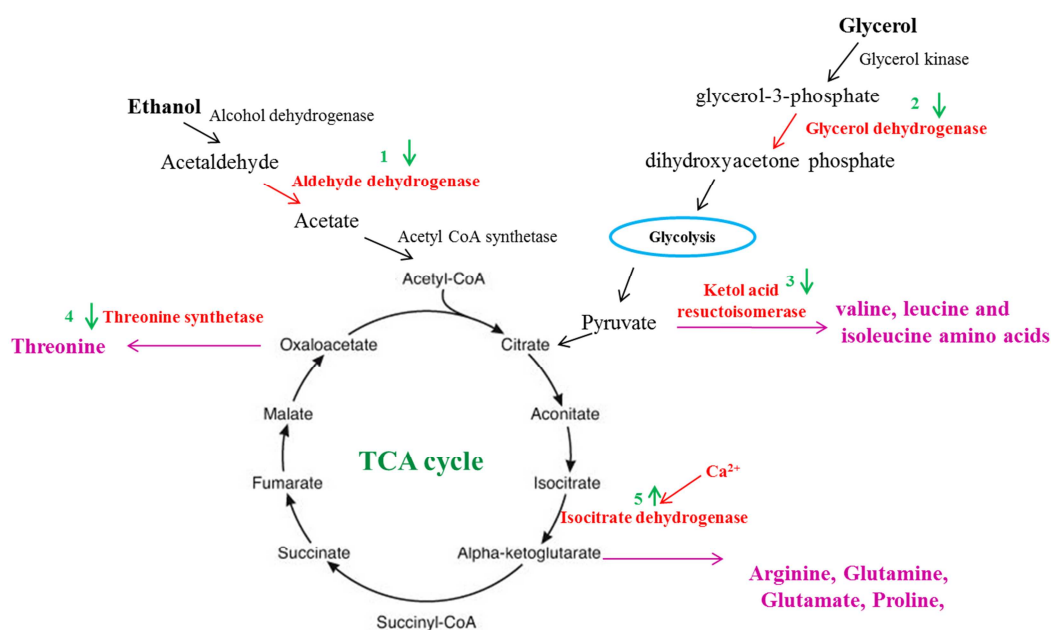 Glycerol
Glycerol kinase
glycerol-3-phosphate
2
Glycerol dehydrogenase
dihydroxyacetone phosphate
Ethanol
Alcohol dehydrogenase
Acetaldehyde
1
Aldehyde dehydrogenase
Acetate
Acetyl CoA synthetase
Glycolysis
Acetyl-CoA
Ketol acid 3
resuctoisomerase
Pyruvate
valine, leucine and
isoleucine amino acids
4
Threonine synthetase
Threonine
Oxaloacetate
Citrate
Malate
Aconitate
TCA cycle
Fumarate
Isocitrate
Ca²⁺
5
Isocitrate dehydrogenase
Succinate
Alpha-ketoglutarate
Arginine, Glutamine,
Glutamate, Proline,
Succinyl-CoA